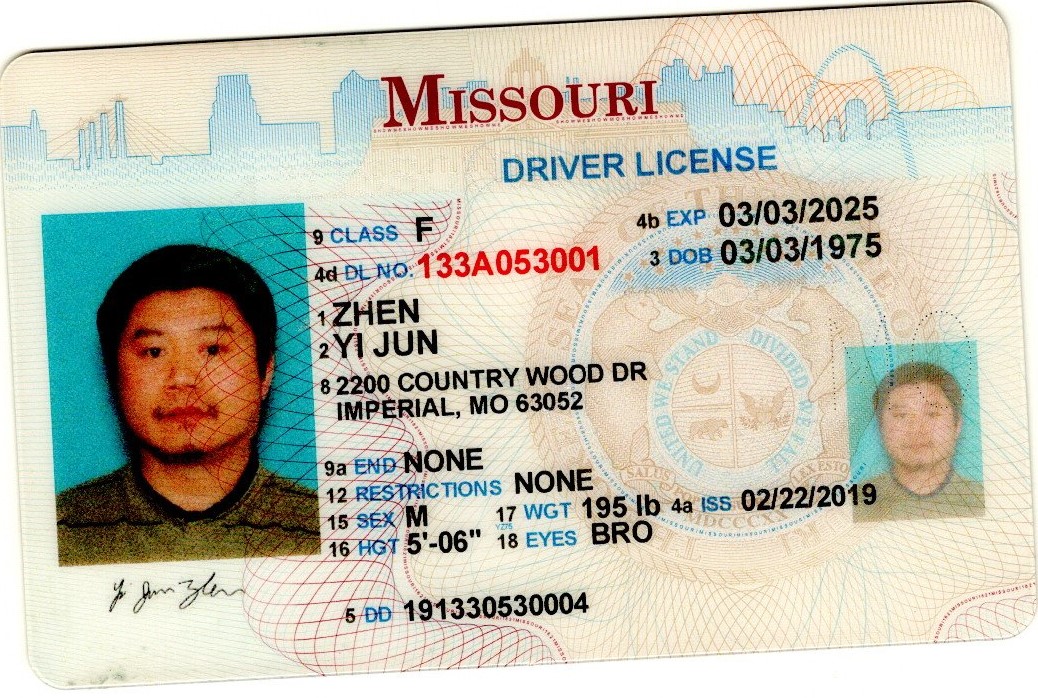 MISSOURI
DRIVER LICENSE
9 CLASS F
4b EXP 03/03/2025
4d DL NO. 133A053001
3 DOB 03/03/1975
1 ZHEN
2 YI JUN
8 2200 COUNTRY WOOD DR
IMPERIAL, MO 63052
9a END NONE
12 RESTRICTIONS NONE
15 SEX M
17 WGT 195 lb
4a ISS 02/22/2019
16 HGT 5'-06"
18 EYES BRO
Yi Jun Zhen
5 DD 191330530004
UNITED WE STAND DIVIDED WE FALL